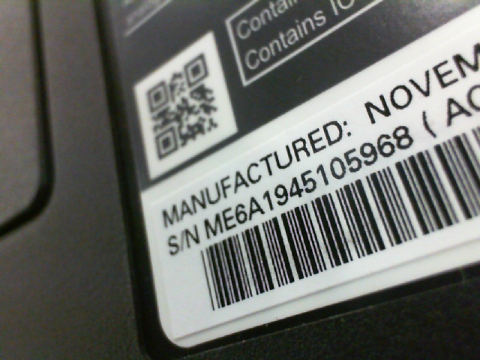 Contain
Contains IC
MANUFACTURED: NOVEM
S/N ME6A1945105968 ( AC